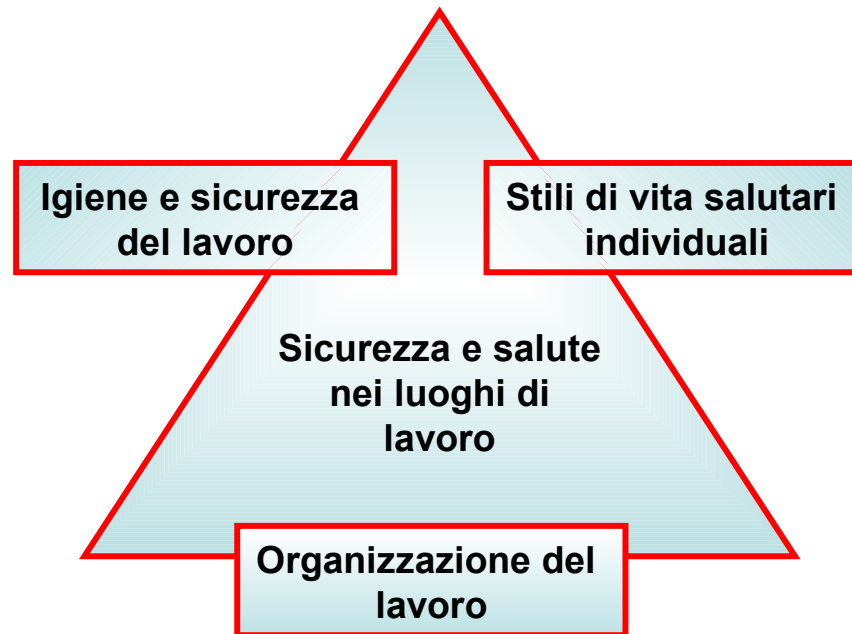 Igiene e sicurezza
del lavoro
Stili di vita salutari
individuali
Sicurezza e salute
nei luoghi di
lavoro
Organizzazione del
lavoro